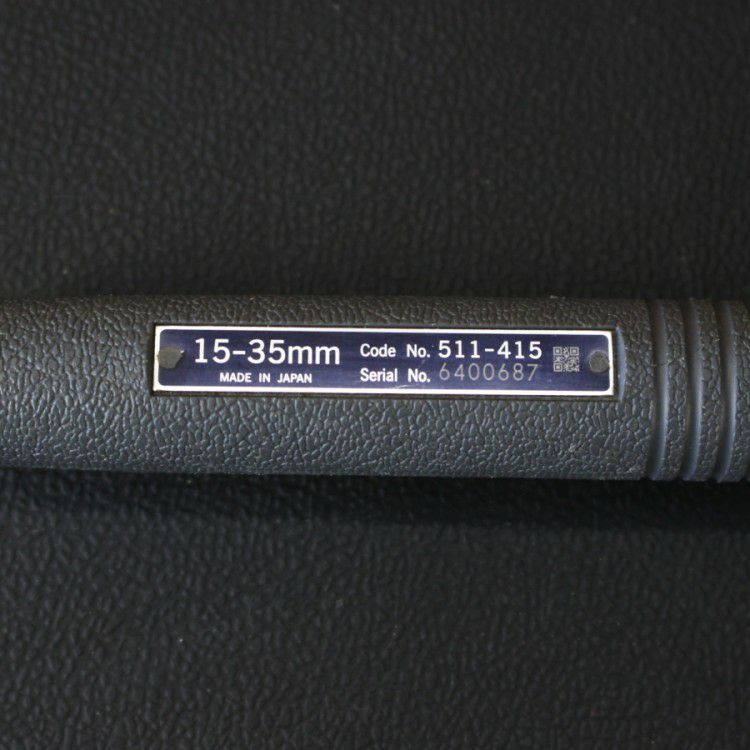 15-35mm
MADE IN JAPAN
Code No. 511-415
Serial No. 6400687